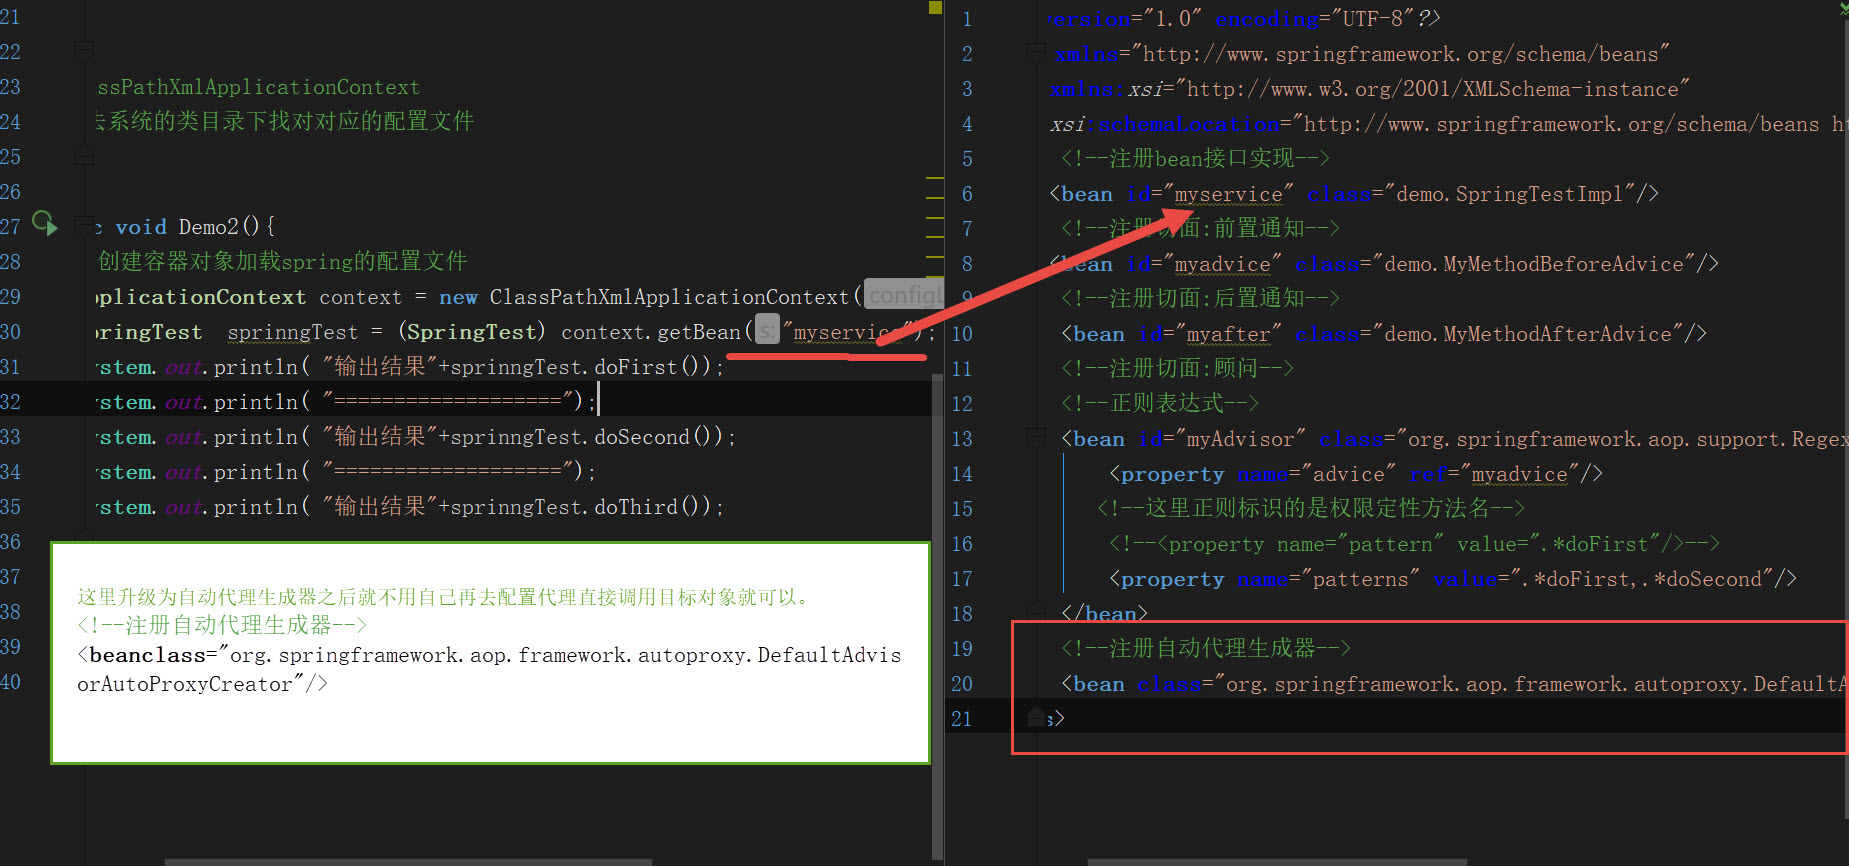 21
22
23 ssPathXmlApplicationContext
24 去系统的类目录下找对对应的配置文件
25
26
27 c void Demo2(){
28 创建容器对象加载spring的配置文件
29 pplicationContext context = new ClassPathXmlApplicationContext( configL
30 pringTest sprinngTest = (SpringTest) context.getBean( s: "myservice");
31 ystem.out.println( "输出结果"+sprinngTest.doFirst());
32 ystem.out.println( "===================");
33 ystem.out.println( "输出结果"+sprinngTest.doSecond());
34 ystem.out.println( "===================");
35 ystem.out.println( "输出结果"+sprinngTest.doThird());
36
37
38
39
40
这里升级为自动代理生成器之后就不用自己再去配置代理直接调用目标对象就可以。
<!--注册自动代理生成器-->
<beanclass="org.springframework.aop.framework.autoproxy.DefaultAdvis
orAutoProxyCreator"/>
1 version="1.0" encoding="UTF-8"?>
2 xmlns="http://www.springframework.org/schema/beans"
3 xmlns:xsi="http://www.w3.org/2001/XMLSchema-instance"
4 xsi:schemaLocation="http://www.springframework.org/schema/beans h
5 <!--注册bean接口实现-->
6 <bean id="myservice" class="demo.SpringTestImpl"/>
7 <!--注册切面:前置通知-->
8 <bean id="myadvice" class="demo.MyMethodBeforeAdvice"/>
9 <!--注册切面:后置通知-->
10 <bean id="myafter" class="demo.MyMethodAfterAdvice"/>
11 <!--注册切面:顾问-->
12 <!--正则表达式-->
13 <bean id="myAdvisor" class="org.springframework.aop.support.Regex
14 <property name="advice" ref="myadvice"/>
15 <!--这里正则标识的是权限定性方法名-->
16 <!--<property name="pattern" value=".*doFirst"/>-->
17 <property name="patterns" value=".*doFirst,.*doSecond"/>
18 </bean>
19 <!--注册自动代理生成器-->
20 <bean class="org.springframework.aop.framework.autoproxy.DefaultA
21 s>